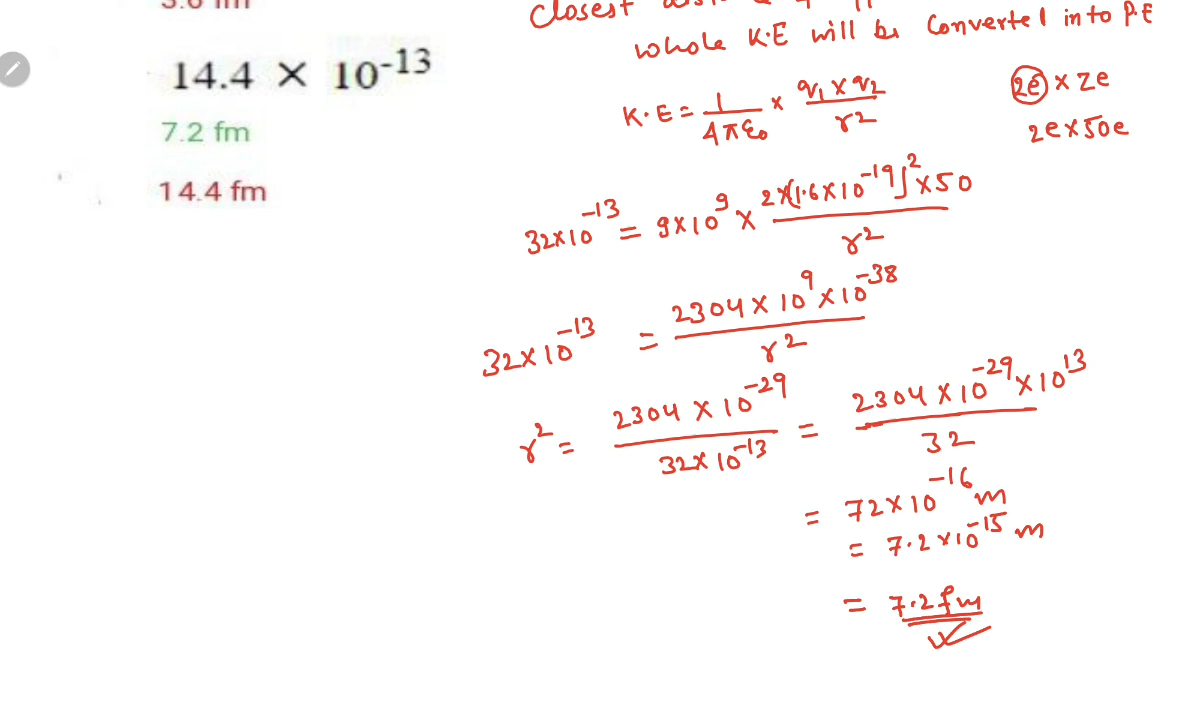 14.4 × 10-13
7.2 fm
14.4 fm
closest
whole K.E will be Converted into P.E
K.E = 1/4πε₀ × q₁ × q₂ / r2
2e × ze
2e×50e
32×10⁻¹³ = 9×10⁹ × 2×(1.6×10⁻¹⁹)²×50 / r2
32×10⁻¹³ = 2304 × 10⁹ × 10⁻³⁸ / r2
r² = 2304 × 10⁻²⁹ / 32×10⁻¹³ = 2304 × 10⁻²⁹ × 10¹³ / 32
= 72×10⁻¹⁶ m
= 7.2×10⁻¹⁵ m
= 7.2 fm